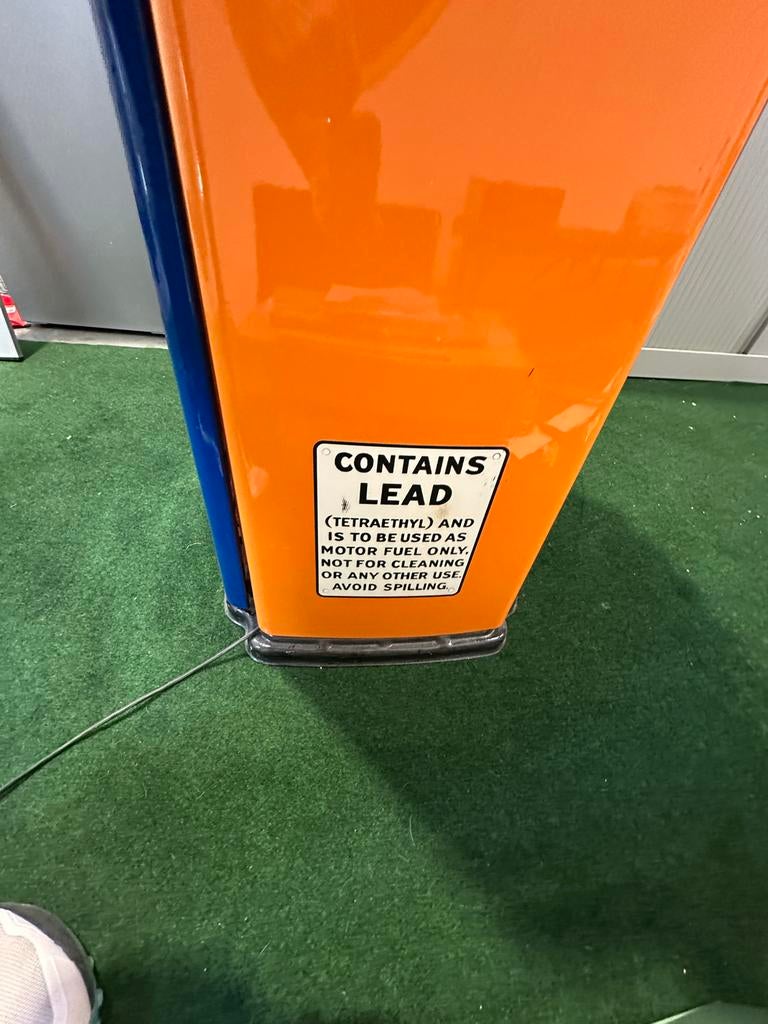 CONTAINS
LEAD
(TETRAETHYL) AND
IS TO BE USED AS
MOTOR FUEL ONLY,
NOT FOR CLEANING
OR ANY OTHER USE.
AVOID SPILLING.